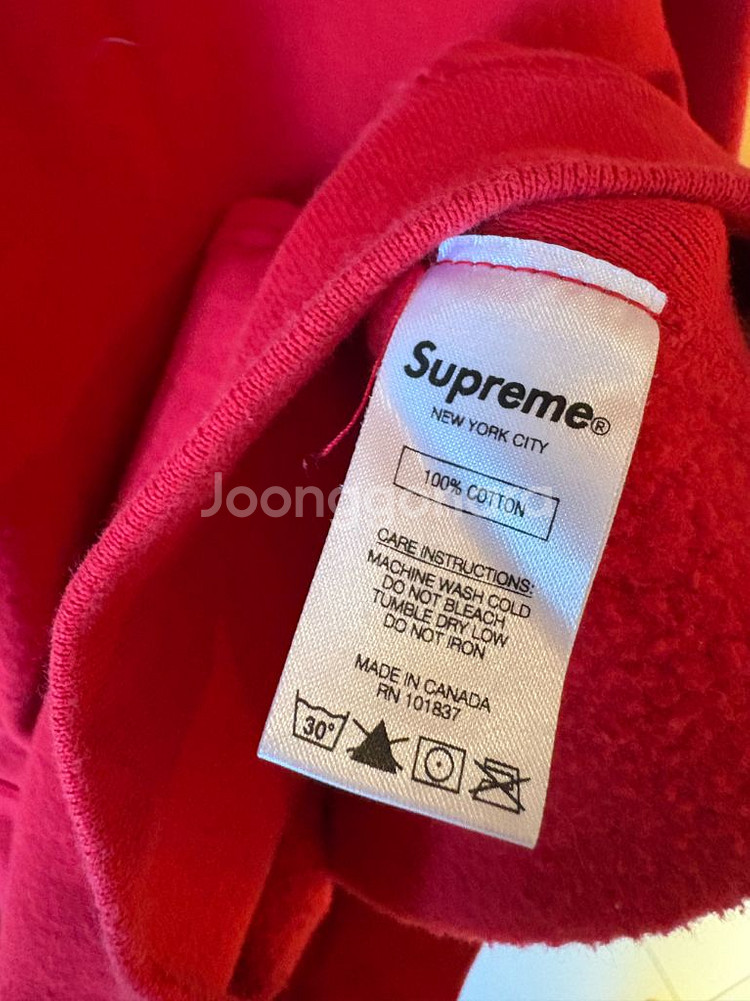 Supreme®
NEW YORK CITY
100% COTTON
CARE INSTRUCTIONS:
MACHINE WASH COLD
DO NOT BLEACH
TUMBLE DRY LOW
DO NOT IRON
MADE IN CANADA
RN 101837
30°